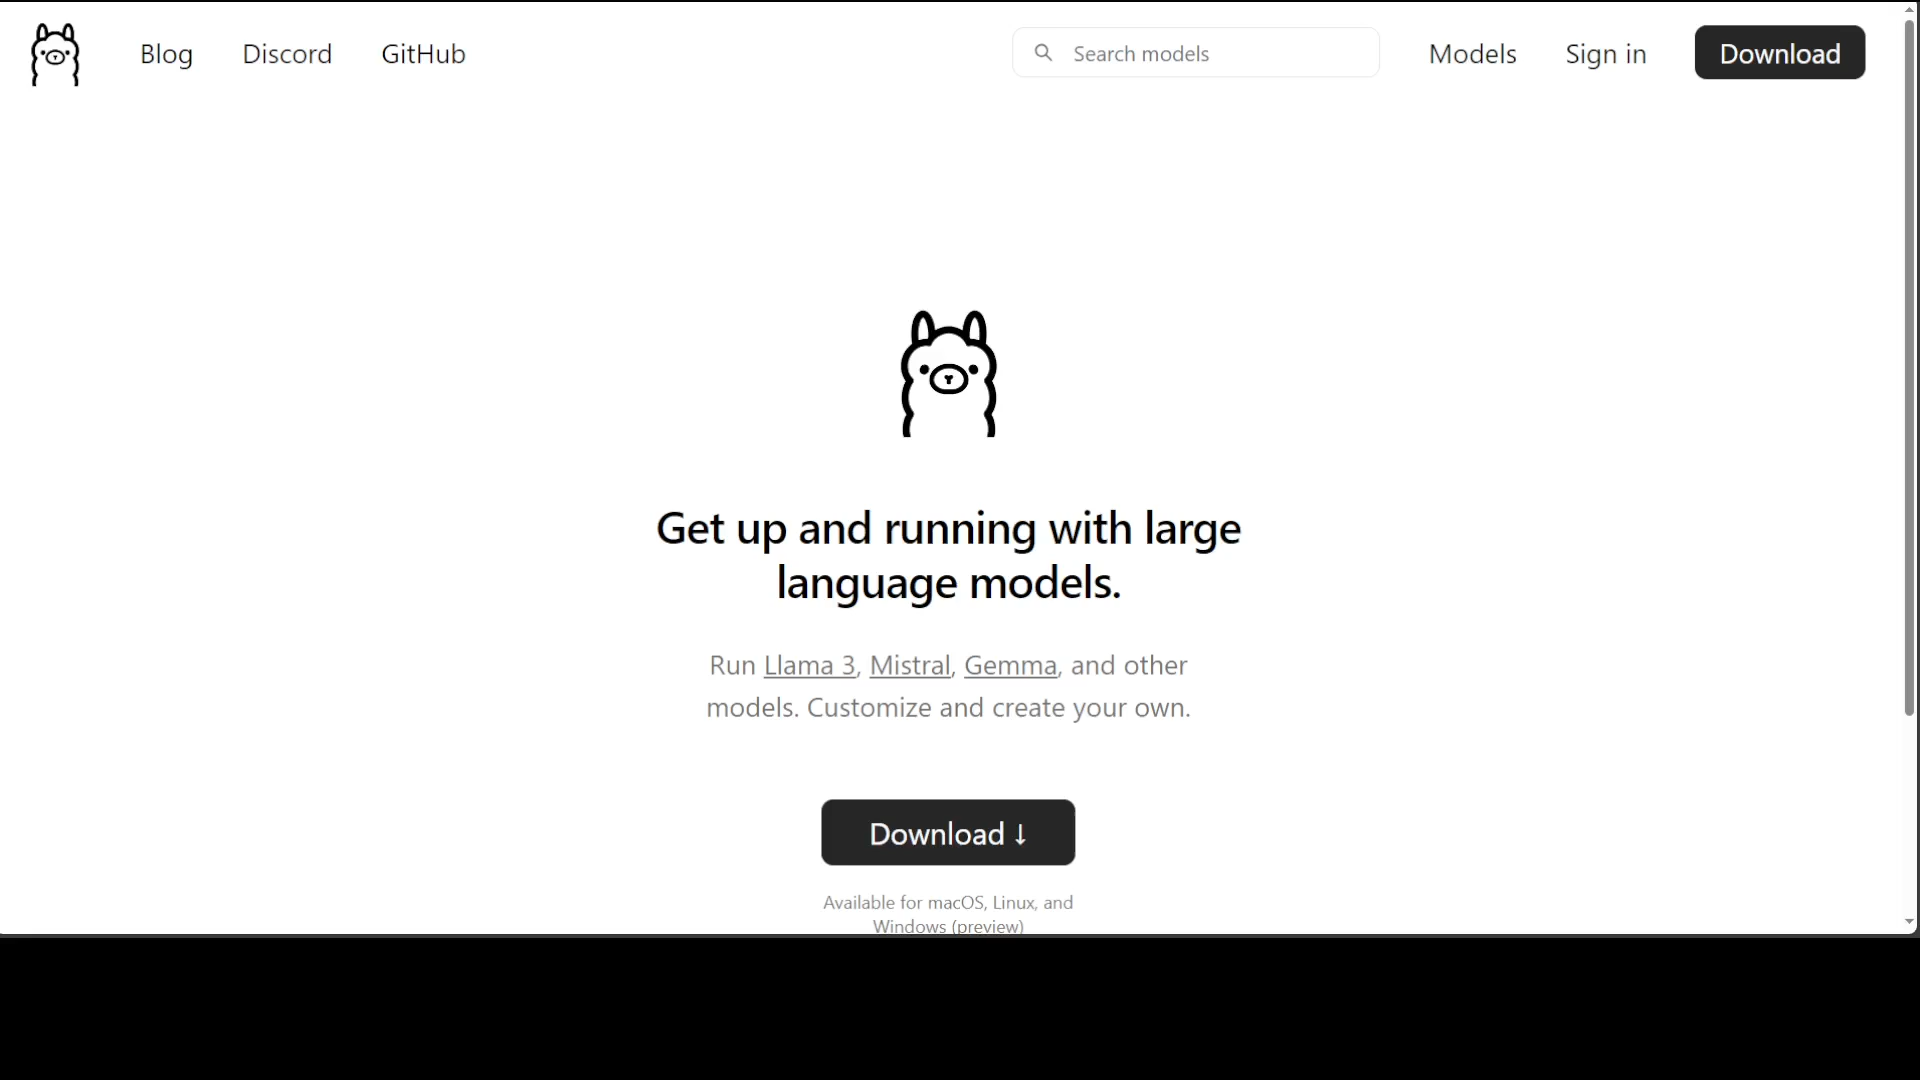 Blog Discord GitHub Search models Models Sign in Download
Get up and running with large
language models.
Run Llama 3, Mistral, Gemma, and other
models. Customize and create your own.
Download ↓
Available for macOS, Linux, and
Windows (preview)